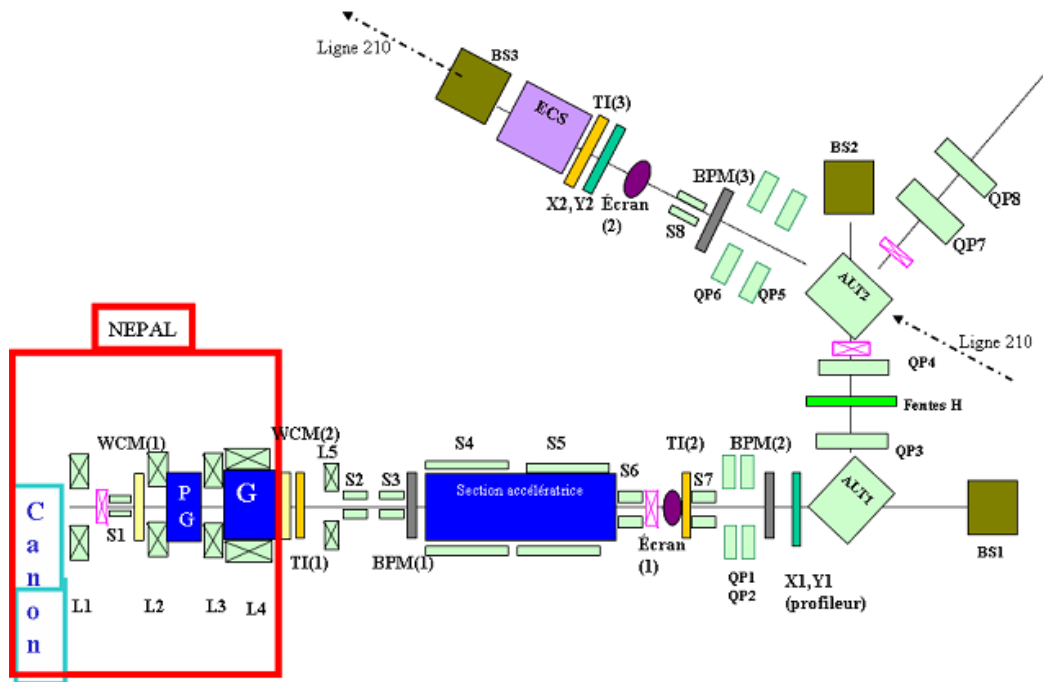 Ligne 210
BS3
ECS
TI(3)
X2,Y2
Écran
(2)
S8
BPM(3)
QP6
QP5
BS2
ALT2
QP8
QP7
Ligne 210
QP4
Fentes H
QP3
NEPAL
WCM(1)
WCM(2)
L5
S2
S3
S4
S5
S6
TI(2)
S7
BPM(2)
ALT1
BS1
Canon
S1
P
G
G
Section accélératrice
TI(1)
BPM(1)
Écran
(1)
QP1
QP2
X1,Y1
(profileur)
L1
L2
L3
L4